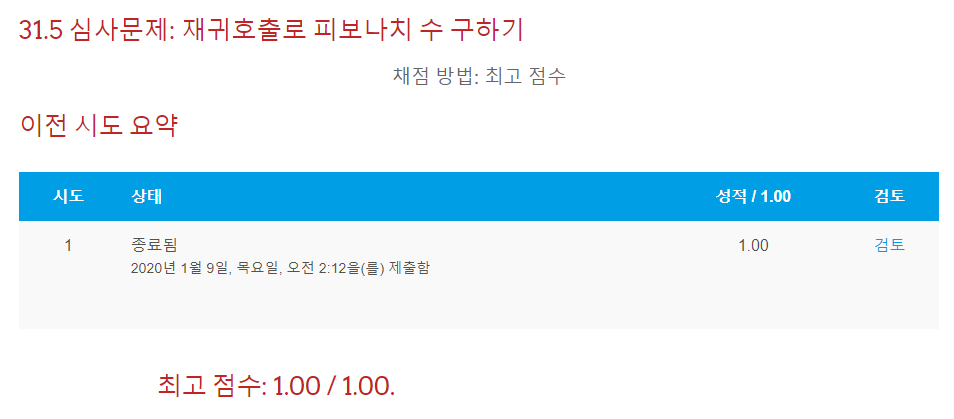 31.5 심사문제: 재귀호출로 피보나치 수 구하기
채점 방법: 최고 점수
이전 시도 요약
시도 상태 성적 / 1.00 검토
1 종료됨 1.00 검토
2020년 1월 9일, 목요일, 오전 2:12을(를) 제출함
최고 점수: 1.00 / 1.00.